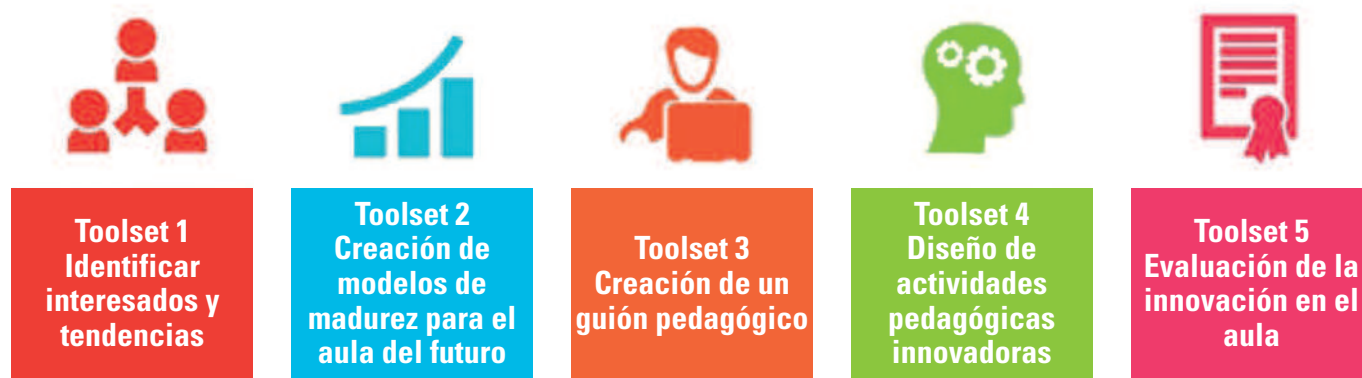 Toolset 1
Identificar
interesados y
tendencias
Toolset 2
Creación de
modelos de
madurez para el
aula del futuro
Toolset 3
Creación de un
guión pedagógico
Toolset 4
Diseño de
actividades
pedagógicas
innovadoras
Toolset 5
Evaluación de la
innovación en el
aula